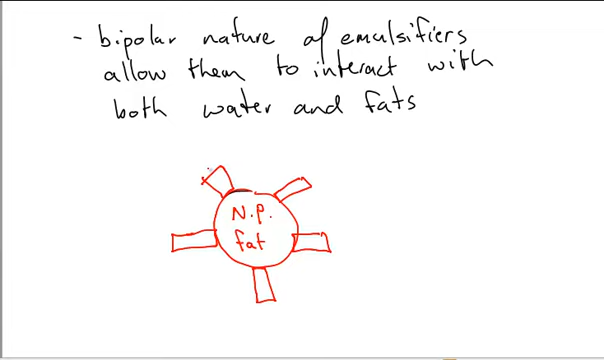 - bipolar nature of emulsifiers
allow them to interact with
both water and fats
N.P.
fat